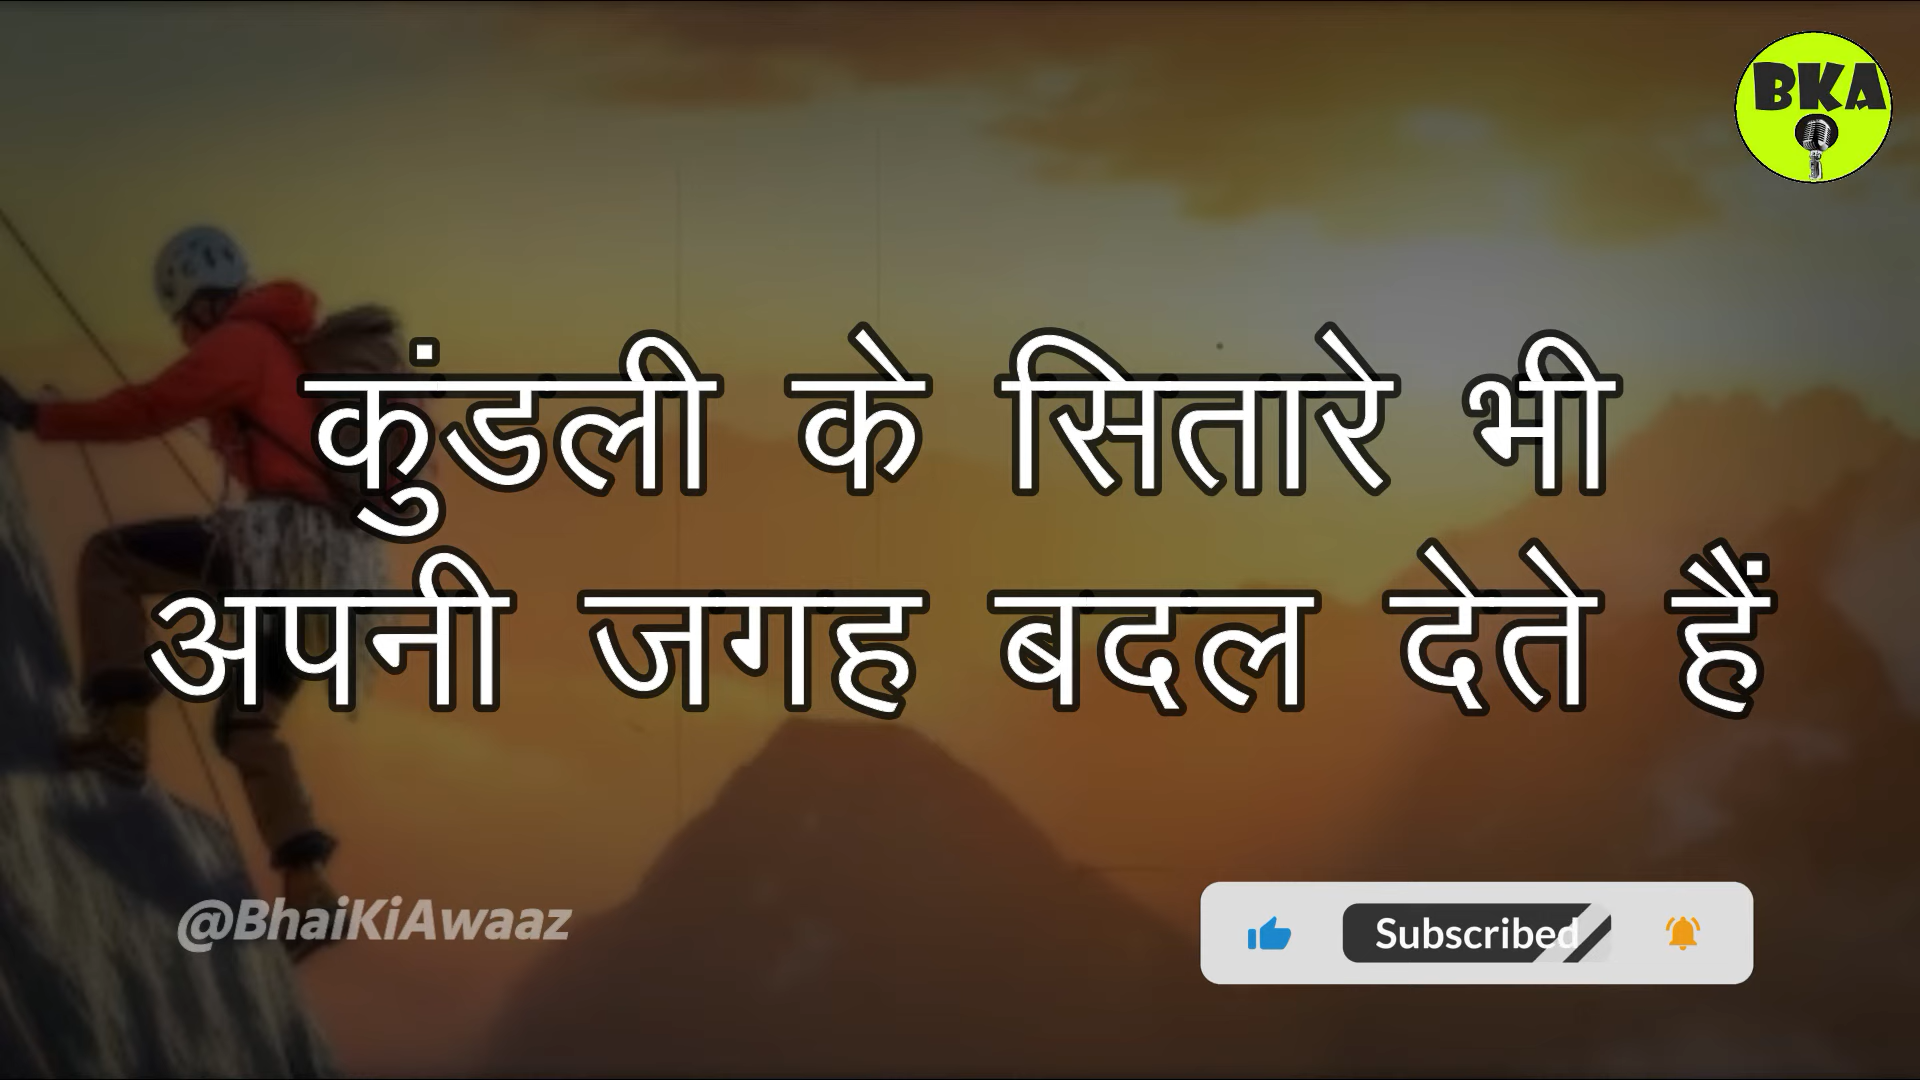 BKA
कुंडली के सितारे भी
अपनी जगह बदल देते हैं
@BhaiKiAwaaz
Subscribed